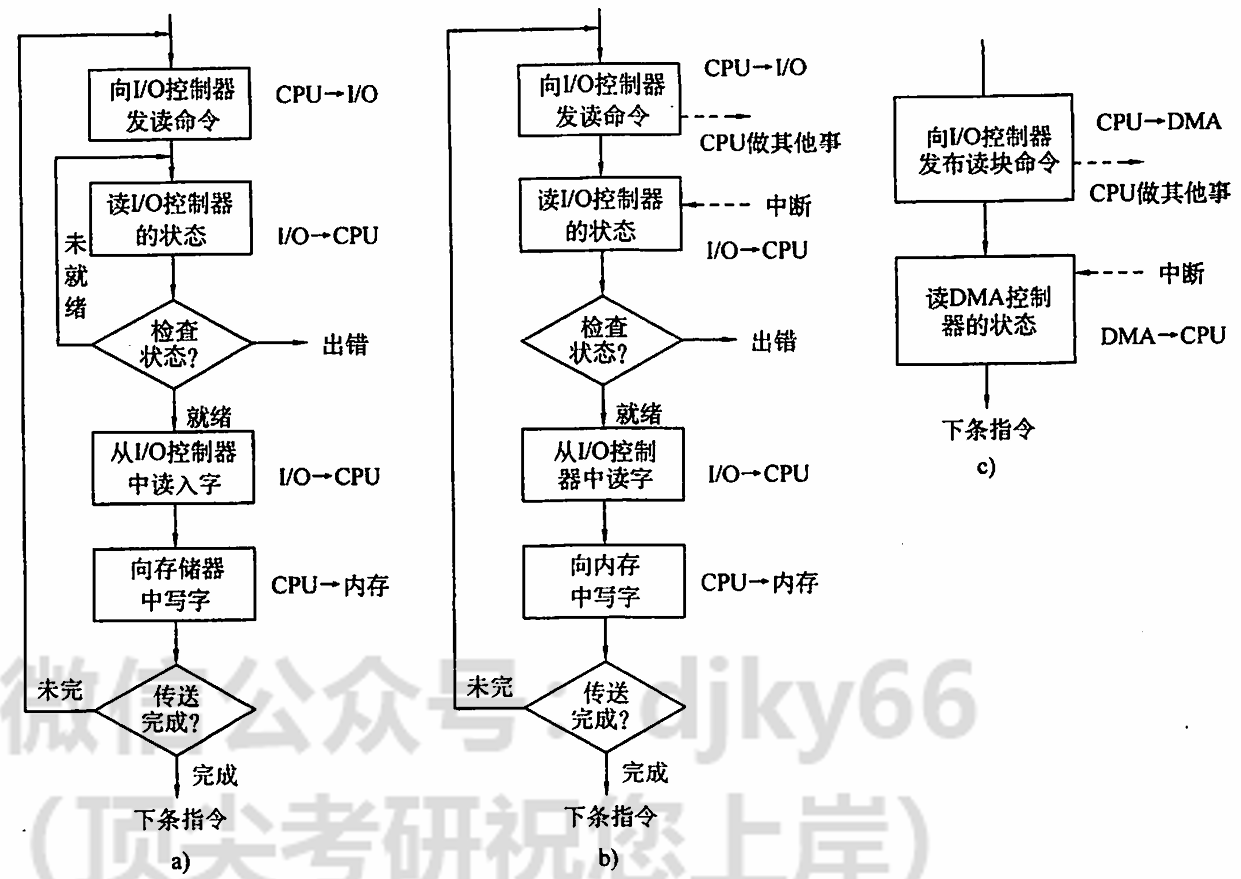 向I/O控制器
发读命令
CPU→I/O
读I/O控制器
的状态
I/O→CPU
未
就
绪
检查
状态?
出错
就绪
从I/O控制器
中读入字
I/O→CPU
向存储器
中写字
CPU→内存
未完
传送
完成?
完成
下条指令
a)
向I/O控制器
发读命令
CPU→I/O
CPU做其他事
读I/O控制器
的状态
中断
I/O→CPU
检查
状态?
出错
就绪
从I/O控制
器中读字
I/O→CPU
向内存
中写字
CPU→内存
未完
传送
完成?
完成
下条指令
b)
向I/O控制器
发布读块命令
CPU→DMA
CPU做其他事
读DMA控制
器的状态
中断
DMA→CPU
下条指令
c)
微信公众号:djky66
(顶尖考研祝您上岸)